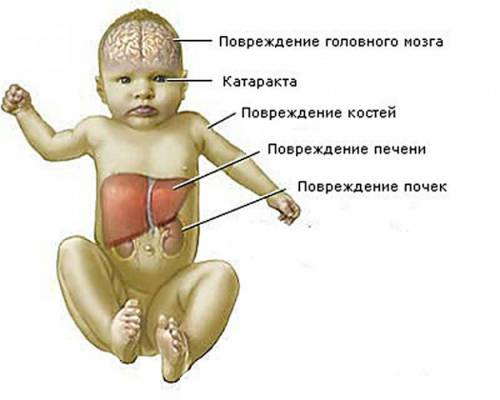 Повреждение головного мозга
Катаракта
Повреждение костей
Повреждение печени
Повреждение почек